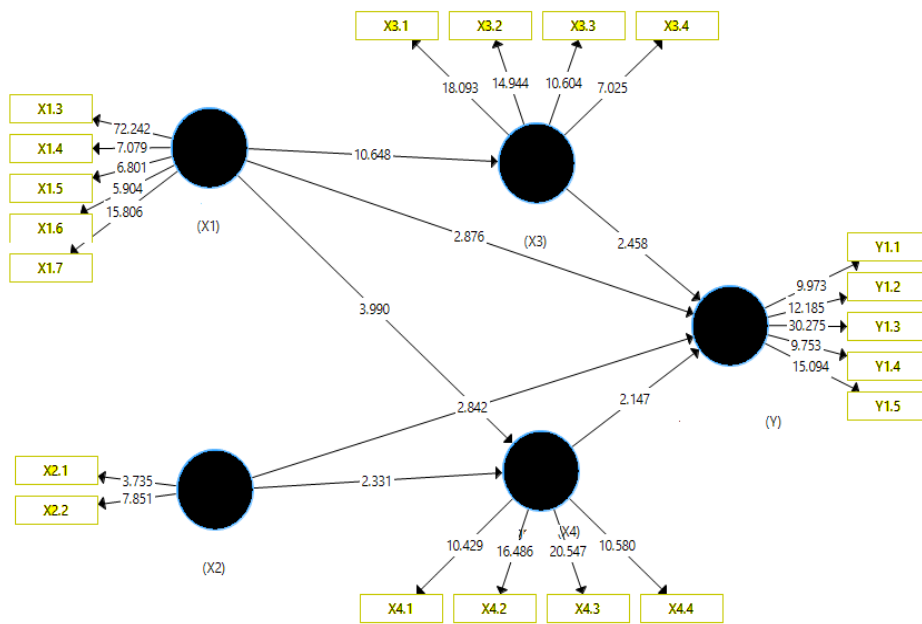 X3.1 X3.2 X3.3 X3.4
18.093 14.944 10.604 7.025
X1.3
X1.4
X1.5
X1.6
X1.7
72.242
7.079
6.801
5.904
15.806
(X1)
10.648
(X3)
2.876
2.458
3.990
Y1.1
Y1.2
Y1.3
Y1.4
Y1.5
9.973
12.185
30.275
9.753
15.094
(Y)
2.842
2.147
X2.1
X2.2
3.735
7.851
(X2)
2.331
X4)
10.429 16.486 20.547 10.580
X4.1 X4.2 X4.3 X4.4